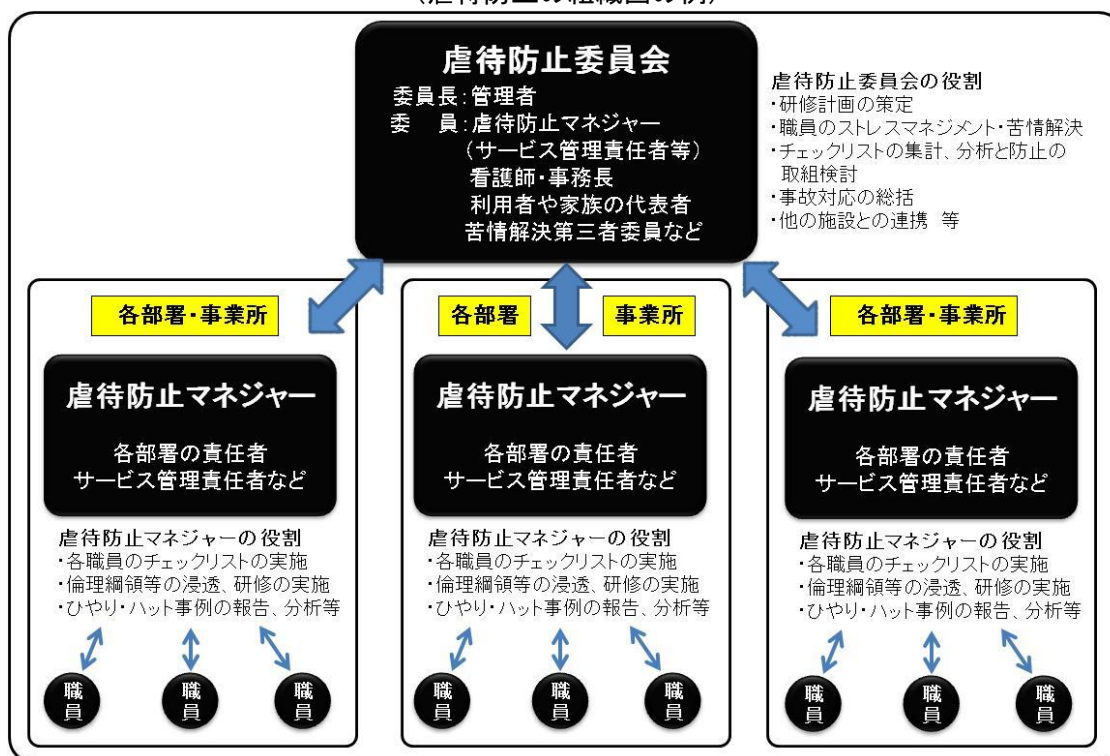 （虐待防止の組織図の例）
虐待防止委員会
委員長：管理者
委　員：虐待防止マネジャー
（サービス管理責任者等）
看護師・事務長
利用者や家族の代表者
苦情解決第三者委員など
虐待防止委員会の役割
・研修計画の策定
・職員のストレスマネジメント・苦情解決
・チェックリストの集計、分析と防止の
取組検討
・事故対応の総括
・他の施設との連携　等
各部署・事業所
虐待防止マネジャー
各部署の責任者
サービス管理責任者など
虐待防止マネジャーの役割
・各職員のチェックリストの実施
・倫理綱領等の浸透、研修の実施
・ひやり・ハット事例の報告、分析等
職員
職員
職員
各部署
事業所
虐待防止マネジャー
各部署の責任者
サービス管理責任者など
虐待防止マネジャーの役割
・各職員のチェックリストの実施
・倫理綱領等の浸透、研修の実施
・ひやり・ハット事例の報告、分析等
職員
職員
職員
各部署・事業所
虐待防止マネジャー
各部署の責任者
サービス管理責任者など
虐待防止マネジャーの役割
・各職員のチェックリストの実施
・倫理綱領等の浸透、研修の実施
・ひやり・ハット事例の報告、分析等
職員
職員
職員